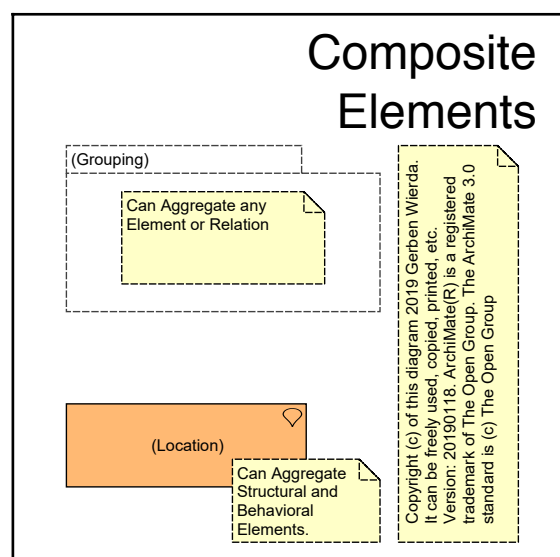 Composite
Elements
(Grouping)
Can Aggregate any
Element or Relation
(Location)
Can Aggregate
Structural and
Behavioral
Elements.
Copyright (c) of this diagram 2019 Gerben Wierda.
It can be freely used, copied, printed, etc.
Version: 20190118. ArchiMate(R) is a registered
trademark of The Open Group. The ArchiMate 3.0
standard is (c) The Open Group